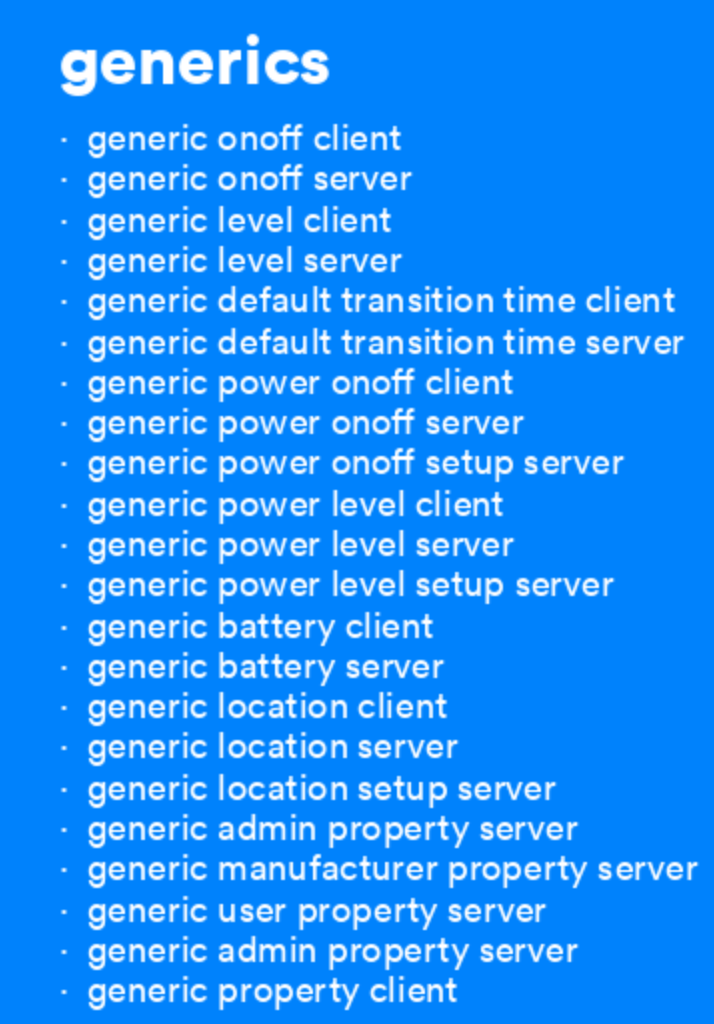 generics
· generic onoff client
· generic onoff server
· generic level client
· generic level server
· generic default transition time client
· generic default transition time server
· generic power onoff client
· generic power onoff server
· generic power onoff setup server
· generic power level client
· generic power level server
· generic power level setup server
· generic battery client
· generic battery server
· generic location client
· generic location server
· generic location setup server
· generic admin property server
· generic manufacturer property server
· generic user property server
· generic admin property server
· generic property client